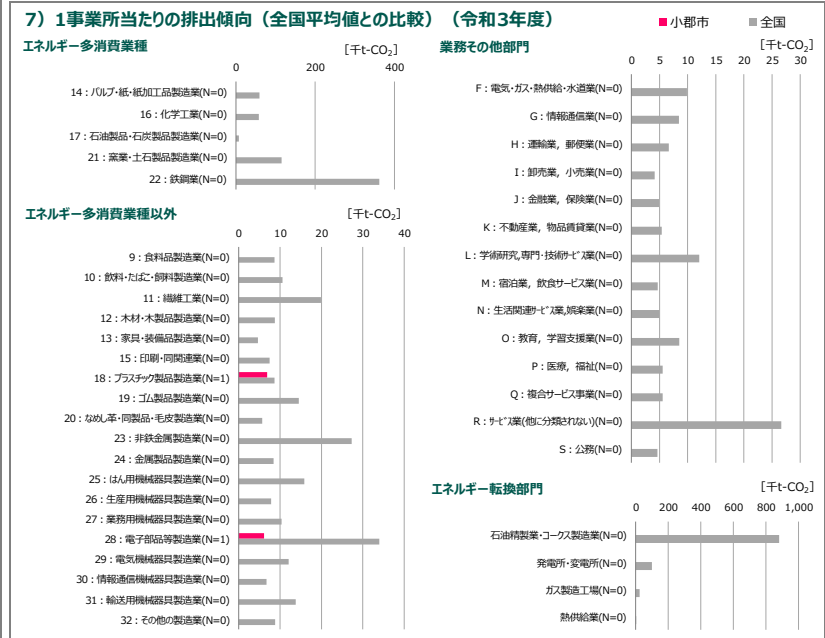 7）1事業所当たりの排出傾向（全国平均値との比較）（令和3年度）
小郡市 全国
エネルギー多消費業種
[千t-CO₂]
0 200 400
14：パルプ・紙・紙加工品製造業(N=0)
16：化学工業(N=0)
17：石油製品・石炭製品製造業(N=0)
21：窯業・土石製品製造業(N=0)
22：鉄鋼業(N=0)
エネルギー多消費業種以外
[千t-CO₂]
0 10 20 30 40
9：食料品製造業(N=0)
10：飲料・たばこ・飼料製造業(N=0)
11：繊維工業(N=0)
12：木材・木製品製造業(N=0)
13：家具・装備品製造業(N=0)
15：印刷・同関連業(N=0)
18：プラスチック製品製造業(N=1)
19：ゴム製品製造業(N=0)
20：なめし革・同製品・毛皮製造業(N=0)
23：非鉄金属製造業(N=0)
24：金属製品製造業(N=0)
25：はん用機械器具製造業(N=0)
26：生産用機械器具製造業(N=0)
27：業務用機械器具製造業(N=0)
28：電子部品等製造業(N=1)
29：電気機械器具製造業(N=0)
30：情報通信機械器具製造業(N=0)
31：輸送用機械器具製造業(N=0)
32：その他の製造業(N=0)
業務その他部門
[千t-CO₂]
0 5 10 15 20 25 30
F：電気・ガス・熱供給・水道業(N=0)
G：情報通信業(N=0)
H：運輸業，郵便業(N=0)
I：卸売業，小売業(N=0)
J：金融業，保険業(N=0)
K：不動産業，物品賃貸業(N=0)
L：学術研究,専門・技術ｻｰﾋﾞｽ業(N=0)
M：宿泊業，飲食サービス業(N=0)
N：生活関連ｻｰﾋﾞｽ業,娯楽業(N=0)
O：教育，学習支援業(N=0)
P：医療，福祉(N=0)
Q：複合サービス事業(N=0)
R：ｻｰﾋﾞｽ業(他に分類されない)(N=0)
S：公務(N=0)
エネルギー転換部門
[千t-CO₂]
0 200 400 600 800 1,000
石油精製業・コークス製造業(N=0)
発電所・変電所(N=0)
ガス製造工場(N=0)
熱供給業(N=0)